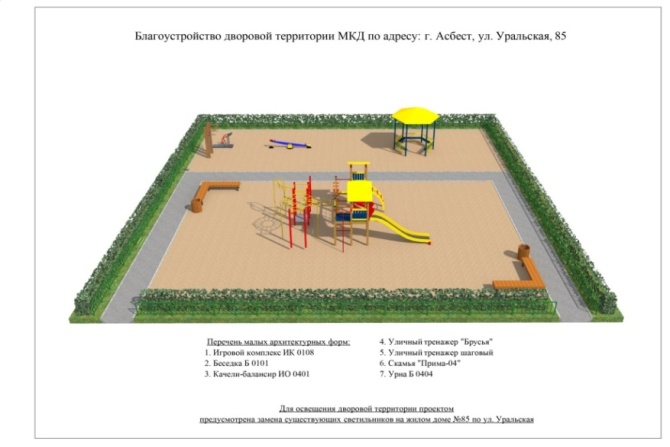 Благоустройство дворовой территории МКД по адресу: г. Асбест, ул. Уральская, 85
Перечень малых архитектурных форм:
1. Игровой комплекс ИК 0108
2. Беседка Б 0101
3. Качели-балансир ИО 0401
4. Уличный тренажер "Брусья"
5. Уличный тренажер шаговый
6. Скамья "Прима-04"
7. Урна Б 0404
Для освещения дворовой территории проектом
предусмотрена замена существующих светильников на жилом доме №85 по ул. Уральская